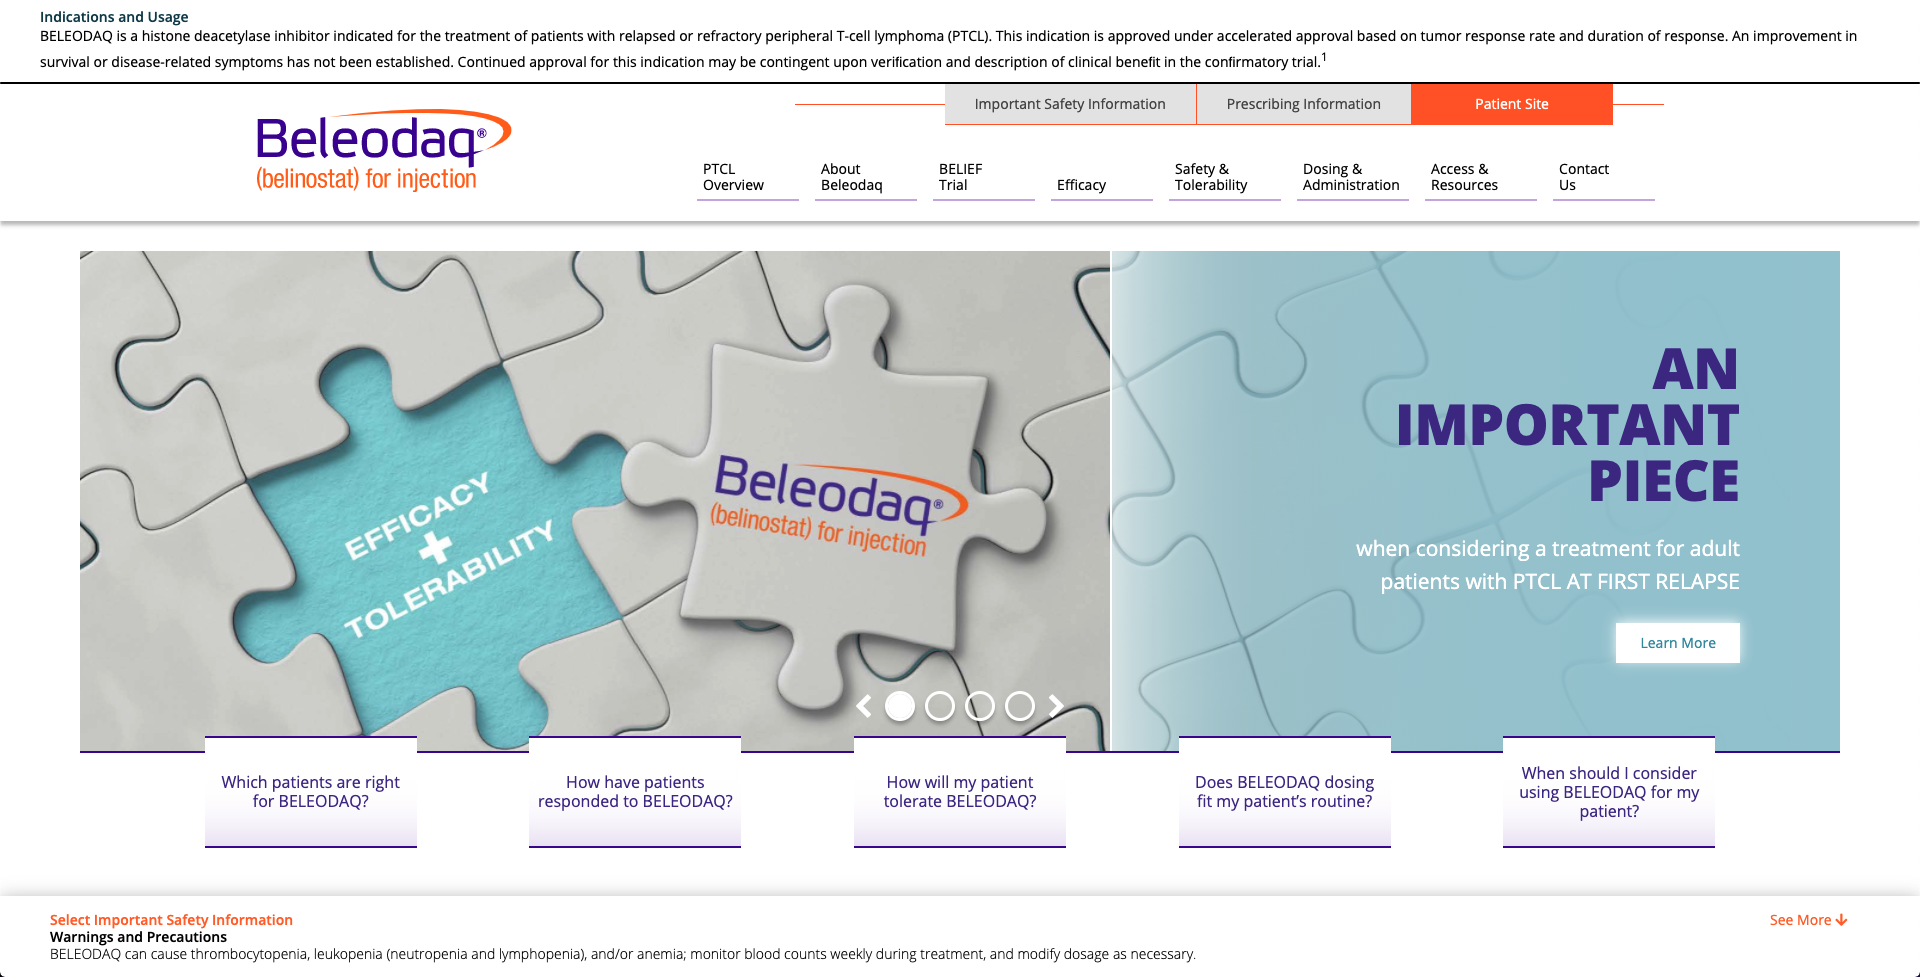 Indications and Usage
BELEODAQ is a histone deacetylase inhibitor indicated for the treatment of patients with relapsed or refractory peripheral T-cell lymphoma (PTCL). This indication is approved under accelerated approval based on tumor response rate and duration of response. An improvement in
survival or disease-related symptoms has not been established. Continued approval for this indication may be contingent upon verification and description of clinical benefit in the confirmatory trial.1
Important Safety Information
Prescribing Information
Patient Site
Beleodaq®
(belinostat) for injection
PTCL
Overview
About
Beleodaq
BELIEF
Trial
Efficacy
Safety &
Tolerability
Dosing &
Administration
Access &
Resources
Contact
Us
EFFICACY
+
TOLERABILITY
Beleodaq®
(belinostat) for injection
AN
IMPORTANT
PIECE
when considering a treatment for adult
patients with PTCL AT FIRST RELAPSE
Learn More
Which patients are right
for BELEODAQ?
How have patients
responded to BELEODAQ?
How will my patient
tolerate BELEODAQ?
Does BELEODAQ dosing
fit my patient’s routine?
When should I consider
using BELEODAQ for my
patient?
Select Important Safety Information
See More
Warnings and Precautions
BELEODAQ can cause thrombocytopenia, leukopenia (neutropenia and lymphopenia), and/or anemia; monitor blood counts weekly during treatment, and modify dosage as necessary.